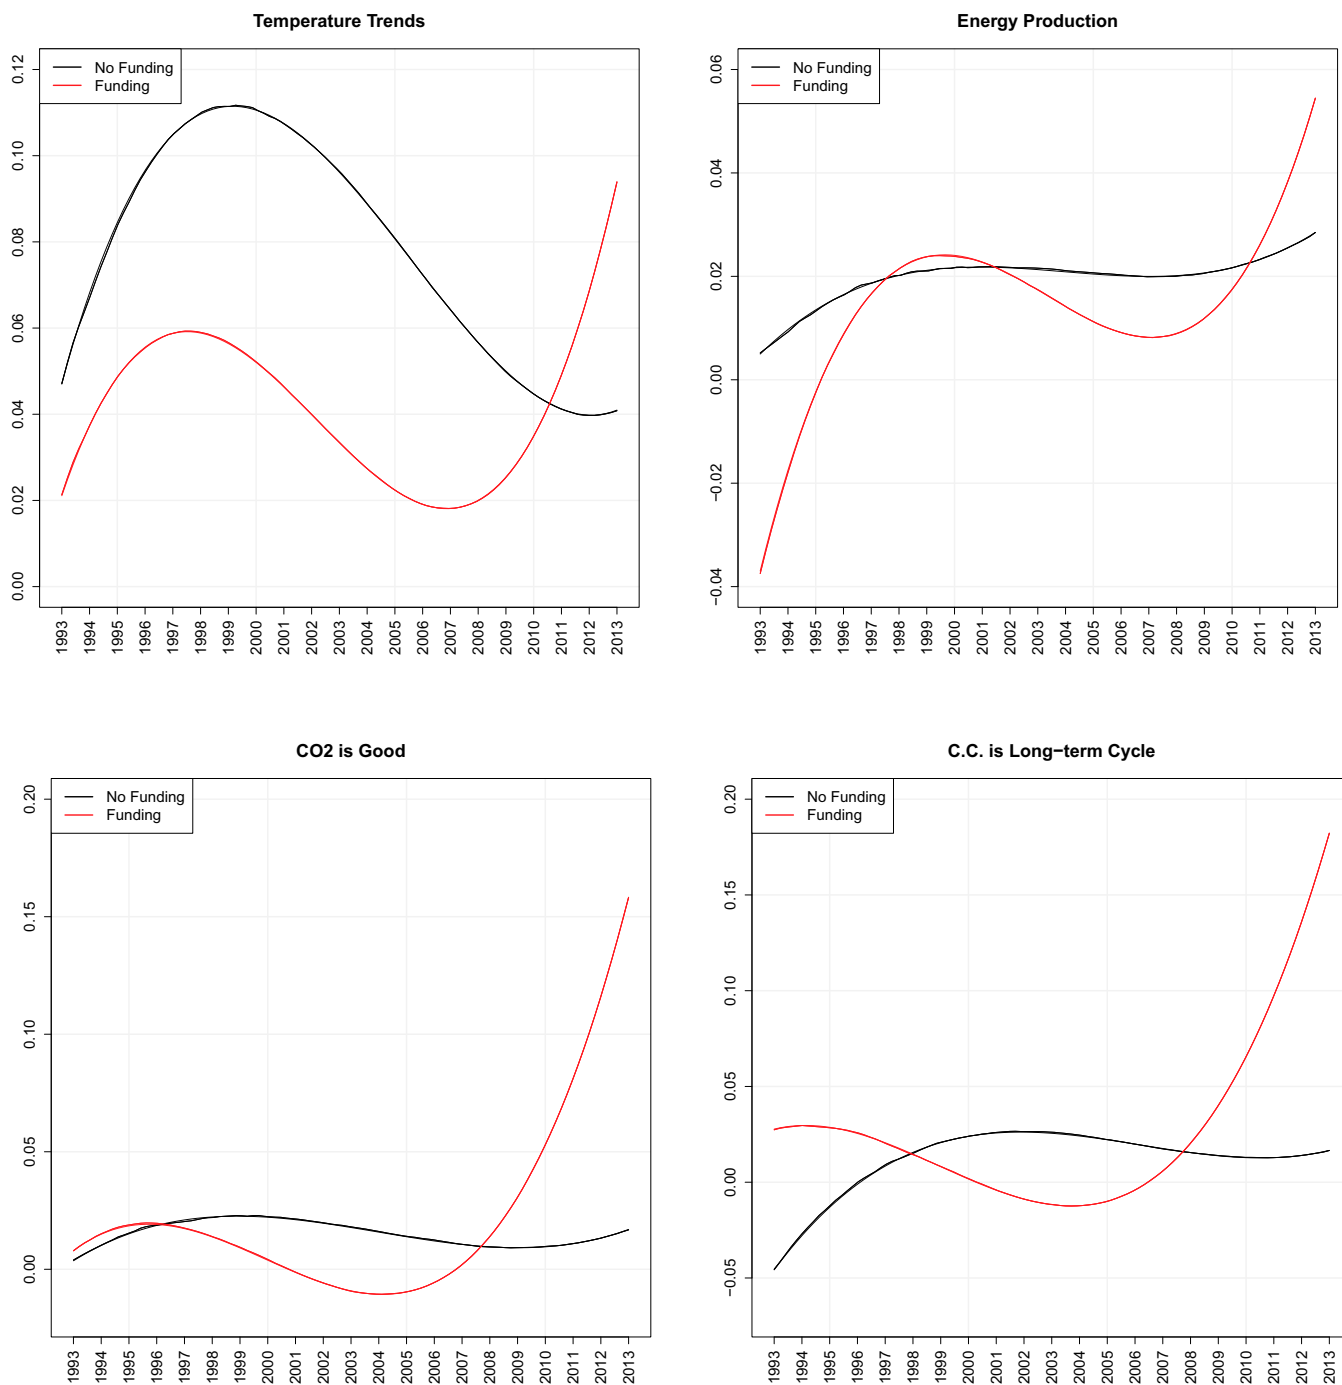 Temperature Trends
No Funding
Funding
0.12
0.10
0.08
0.06
0.04
0.02
0.00
1993 1994 1995 1996 1997 1998 1999 2000 2001 2002 2003 2004 2005 2006 2007 2008 2009 2010 2011 2012 2013
Energy Production
No Funding
Funding
0.06
0.04
0.02
0.00
−0.02
−0.04
1993 1994 1995 1996 1997 1998 1999 2000 2001 2002 2003 2004 2005 2006 2007 2008 2009 2010 2011 2012 2013
CO2 is Good
No Funding
Funding
0.20
0.15
0.10
0.05
0.00
1993 1994 1995 1996 1997 1998 1999 2000 2001 2002 2003 2004 2005 2006 2007 2008 2009 2010 2011 2012 2013
C.C. is Long−term Cycle
No Funding
Funding
0.20
0.15
0.10
0.05
0.00
−0.05
1993 1994 1995 1996 1997 1998 1999 2000 2001 2002 2003 2004 2005 2006 2007 2008 2009 2010 2011 2012 2013